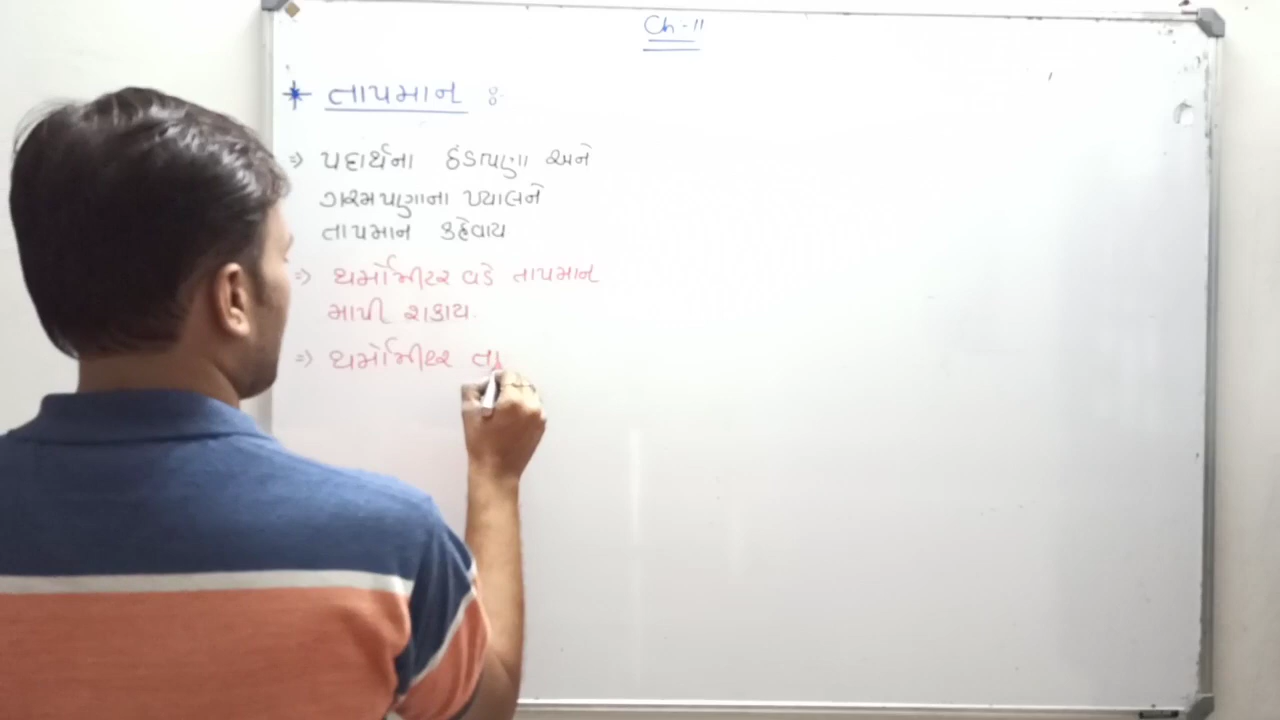 Ch-11
* તાપમાન :-
=> પદાર્થના ઠંડાપણા અને
ગરમપણાના ખ્યાલને
તાપમાન કહેવાય
=> થર્મોમીટર વડે તાપમાન
માપી શકાય.
=> થર્મોમીટર તા